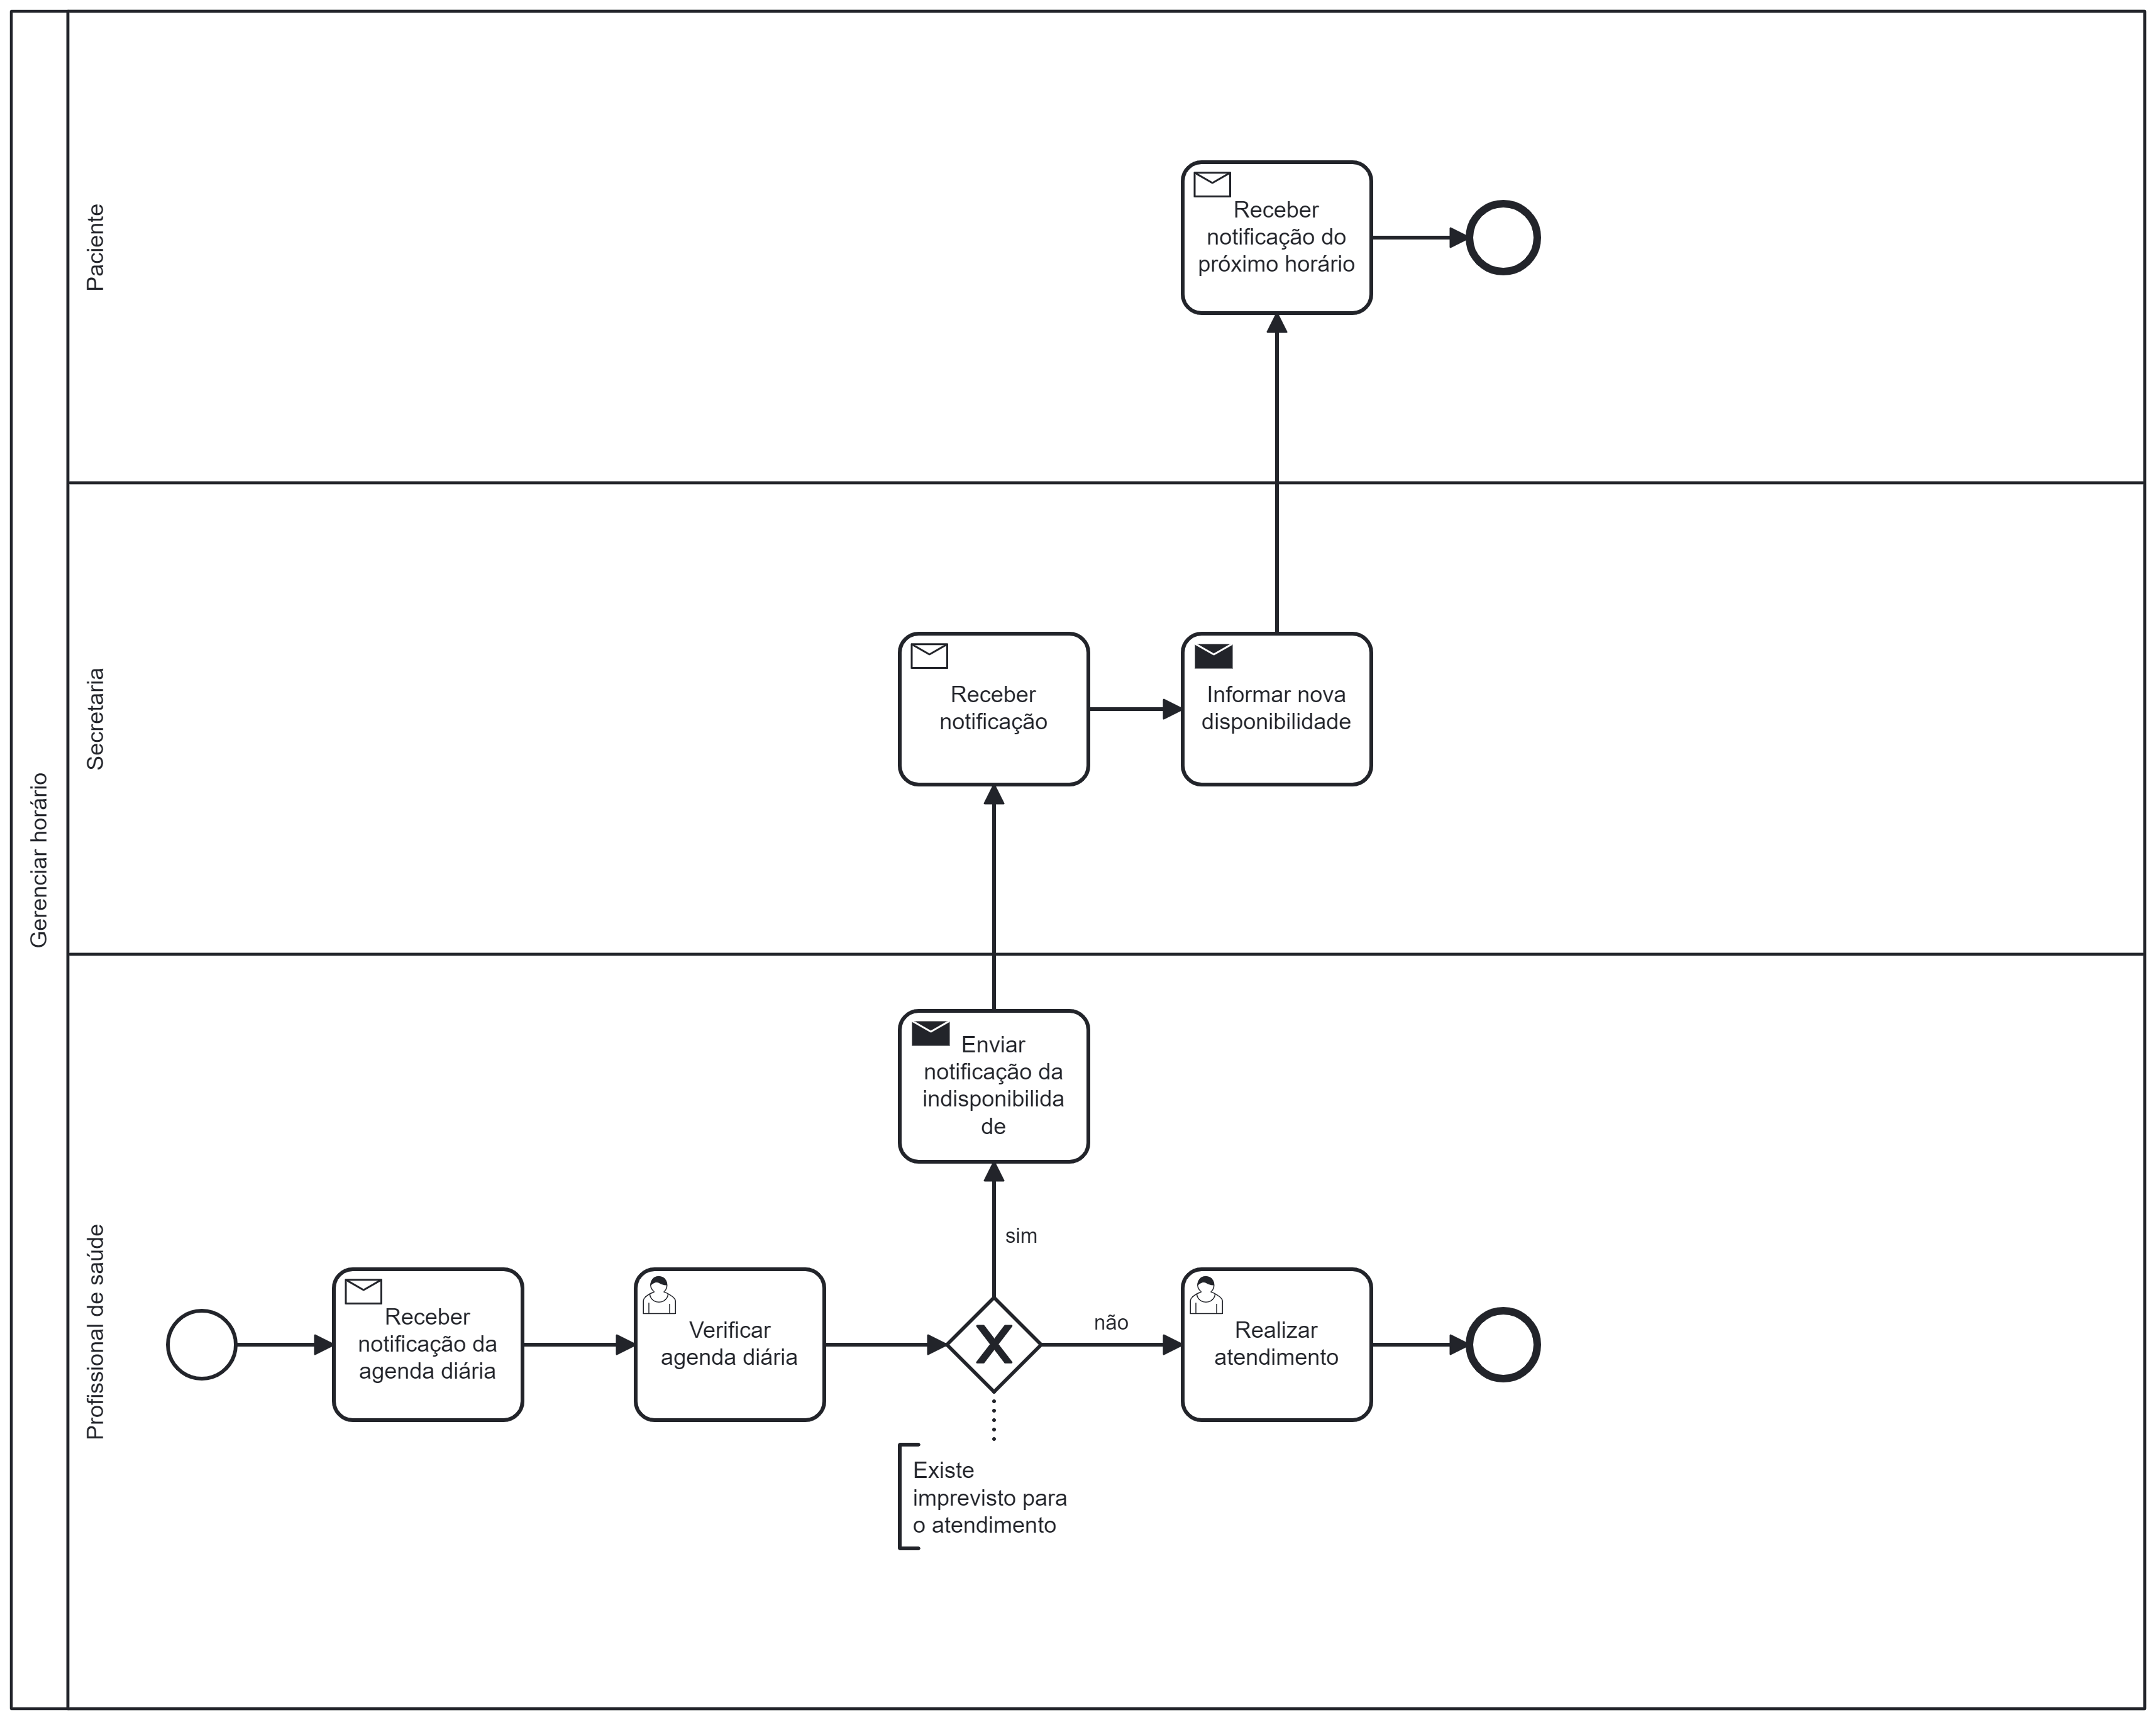 Gerenciar horário
Paciente
Receber
notificação do
próximo horário
Secretaria
Receber
notificação
Informar nova
disponibilidade
Profissional de saúde
Enviar
notificação da
indisponibilida
de
sim
Receber
notificação da
agenda diária
Verificar
agenda diária
não
Realizar
atendimento
Existe
imprevisto para
o atendimento